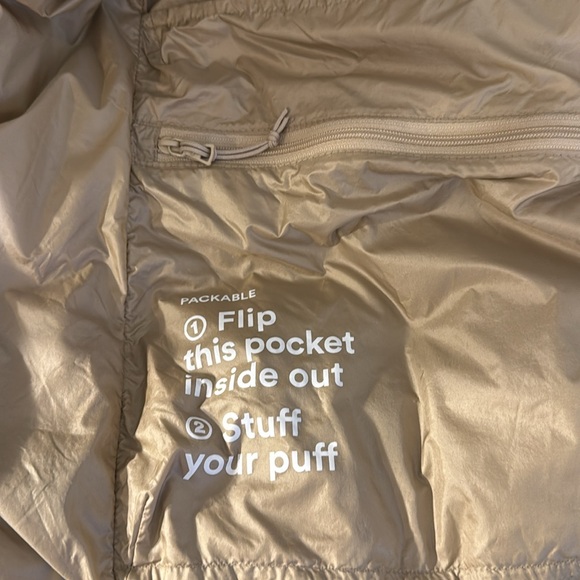 PACKABLE
① Flip
this pocket
inside out
② Stuff
your puff